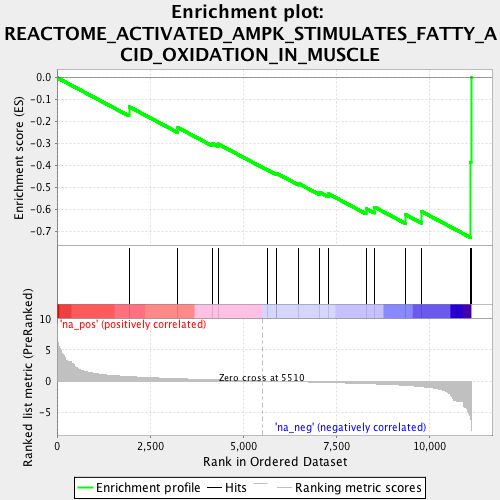 Enrichment plot:
REACTOME_ACTIVATED_AMPK_STIMULATES_FATTY_A
CID_OXIDATION_IN_MUSCLE
Enrichment score (ES)
0.0
-0.1
-0.2
-0.3
-0.4
-0.5
-0.6
-0.7
Ranked list metric (PreRanked)
'na_pos' (positively correlated)
10
5
0
-5
Zero cross at 5510
'na_neg' (negatively correlated)
0
2,500
5,000
7,500
10,000
Rank in Ordered Dataset
Enrichment profile
Hits
Ranking metric scores